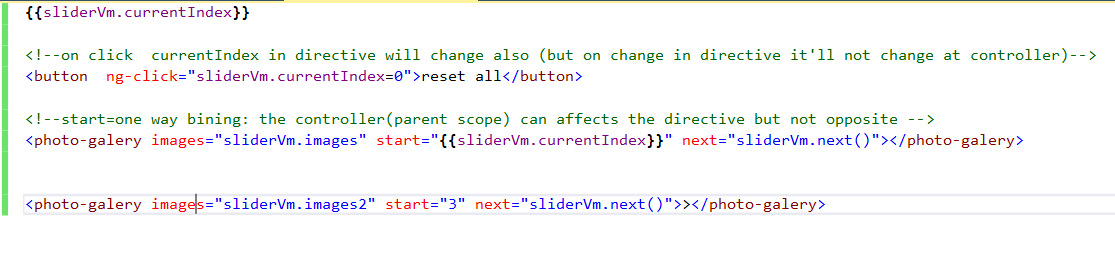 {{sliderVm.currentIndex}}
<!--on click  currentIndex in directive will change also (but on change in directive it'll not change at controller)-->
<button  ng-click="sliderVm.currentIndex=0">reset all</button>
<!--start=one way bining: the controller(parent scope) can affects the directive but not opposite -->
<photo-galery images="sliderVm.images" start="{{sliderVm.currentIndex}}" next="sliderVm.next()"></photo-galery>
<photo-galery images="sliderVm.images2" start="3" next="sliderVm.next()">></photo-galery>